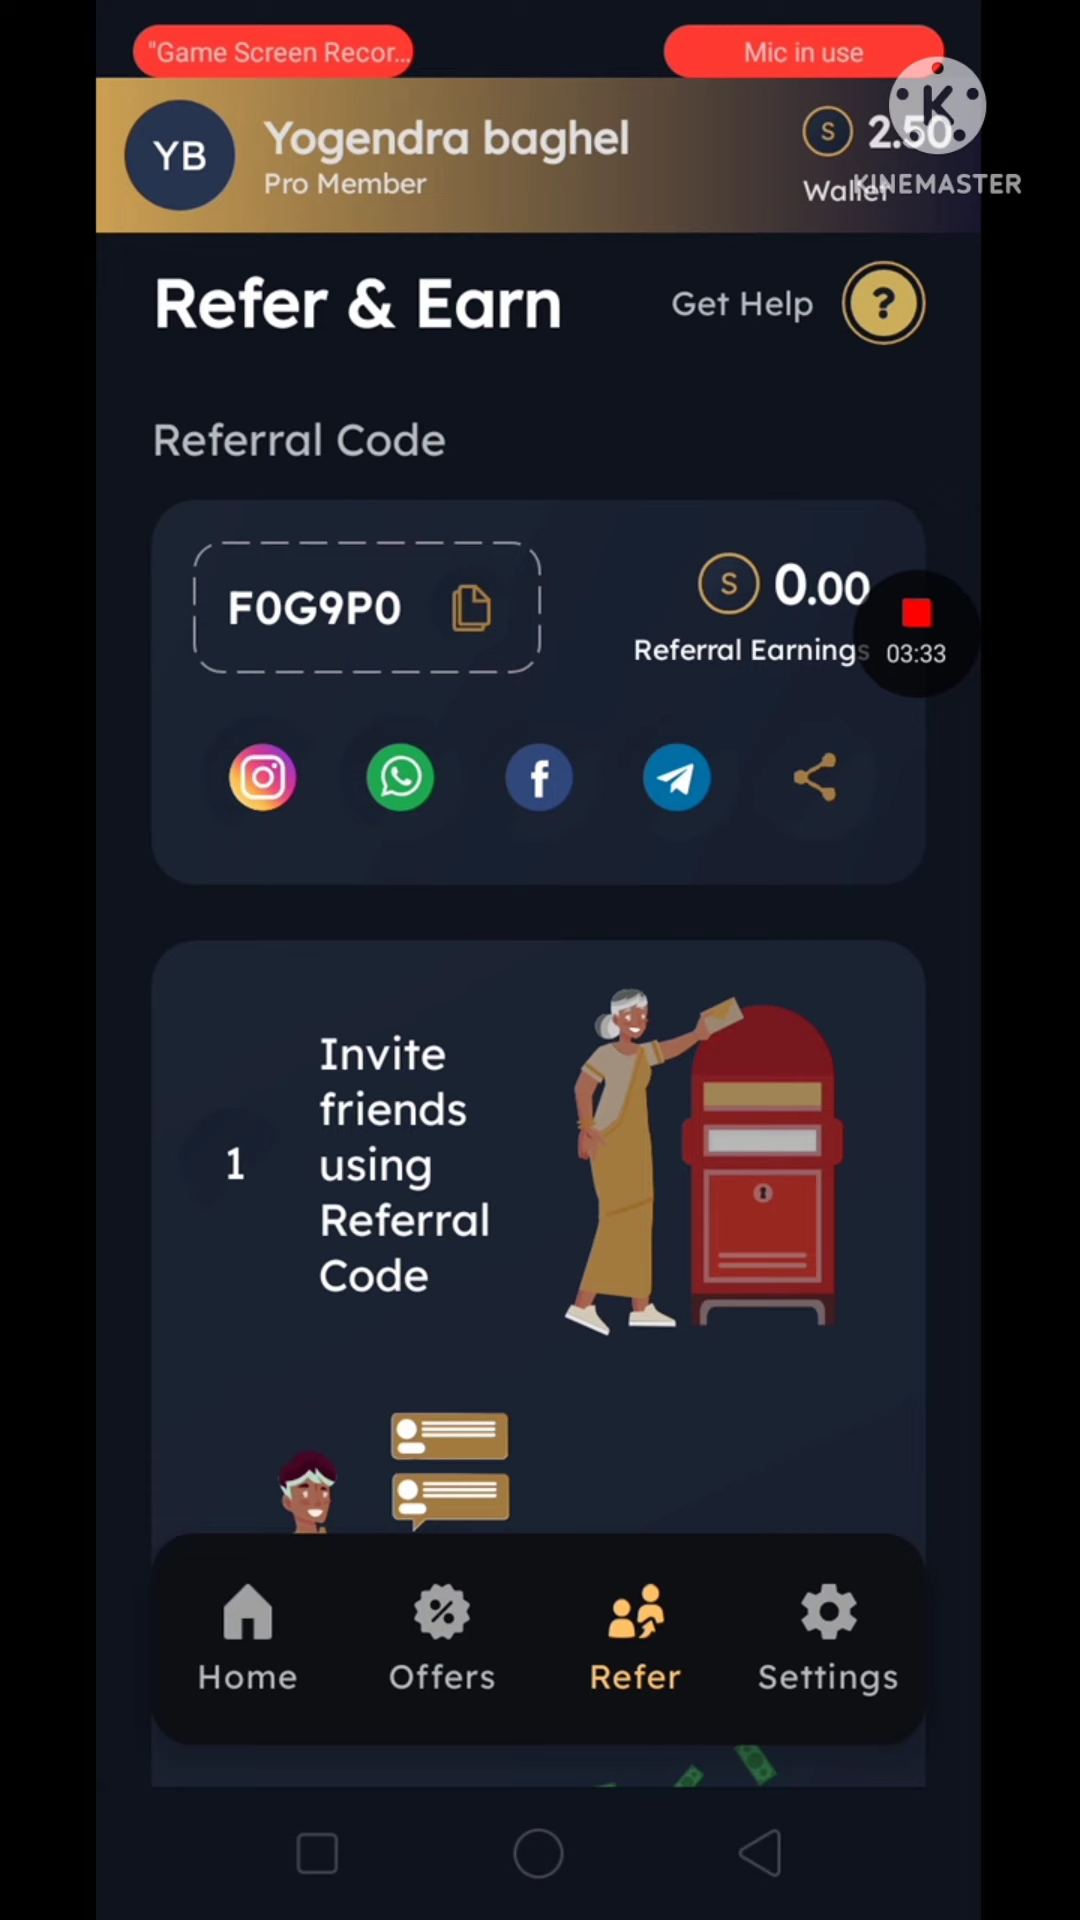 "Game Screen Recor...
Mic in use
YB
Yogendra baghel
Pro Member
S 2.50
Wallet
K
KINEMASTER
Refer & Earn
Get Help ?
Referral Code
F0G9P0
S 0.00
Referral Earnings
03:33
1
Invite
friends
using
Referral
Code
Home
Offers
Refer
Settings